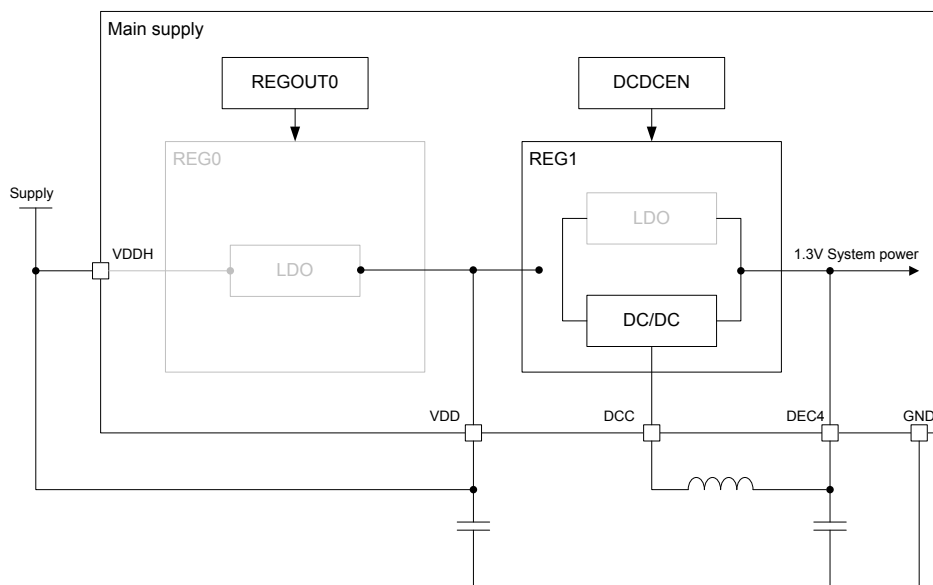 Main supply
REGOUT0
DCDCEN
REG0
REG1
Supply
LDO
VDDH
LDO
1.3V System power
DC/DC
VDD
DCC
DEC4
GND